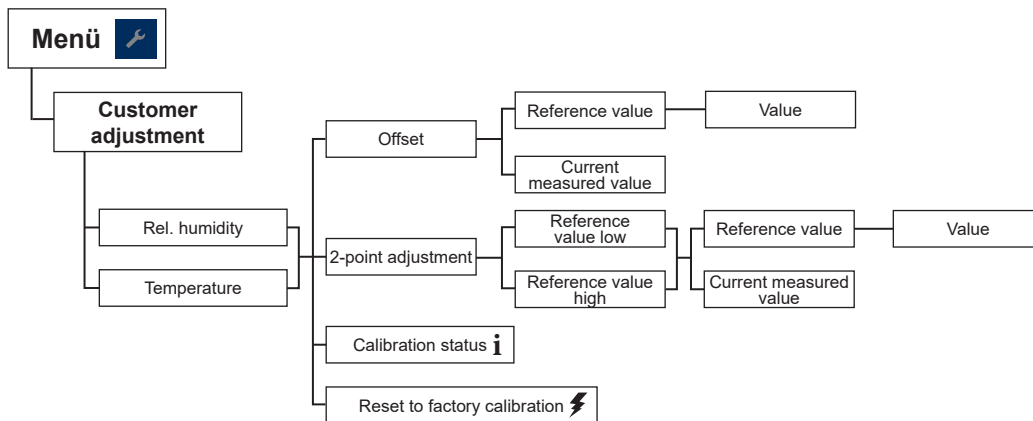 Menü
Customer
adjustment
Rel. humidity
Temperature
Offset
Reference value
Value
Current
measured value
2-point adjustment
Reference
value low
Reference value
high
Reference value
Value
Current measured
value
Calibration status i
Reset to factory calibration